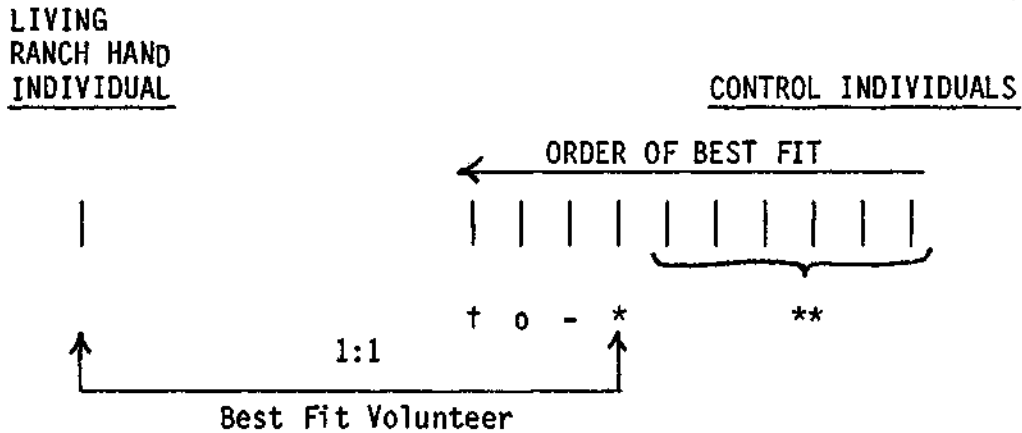 LIVING
RANCH HAND
INDIVIDUAL
CONTROL INDIVIDUALS
ORDER OF BEST FIT
† o - * **
1:1
Best Fit Volunteer